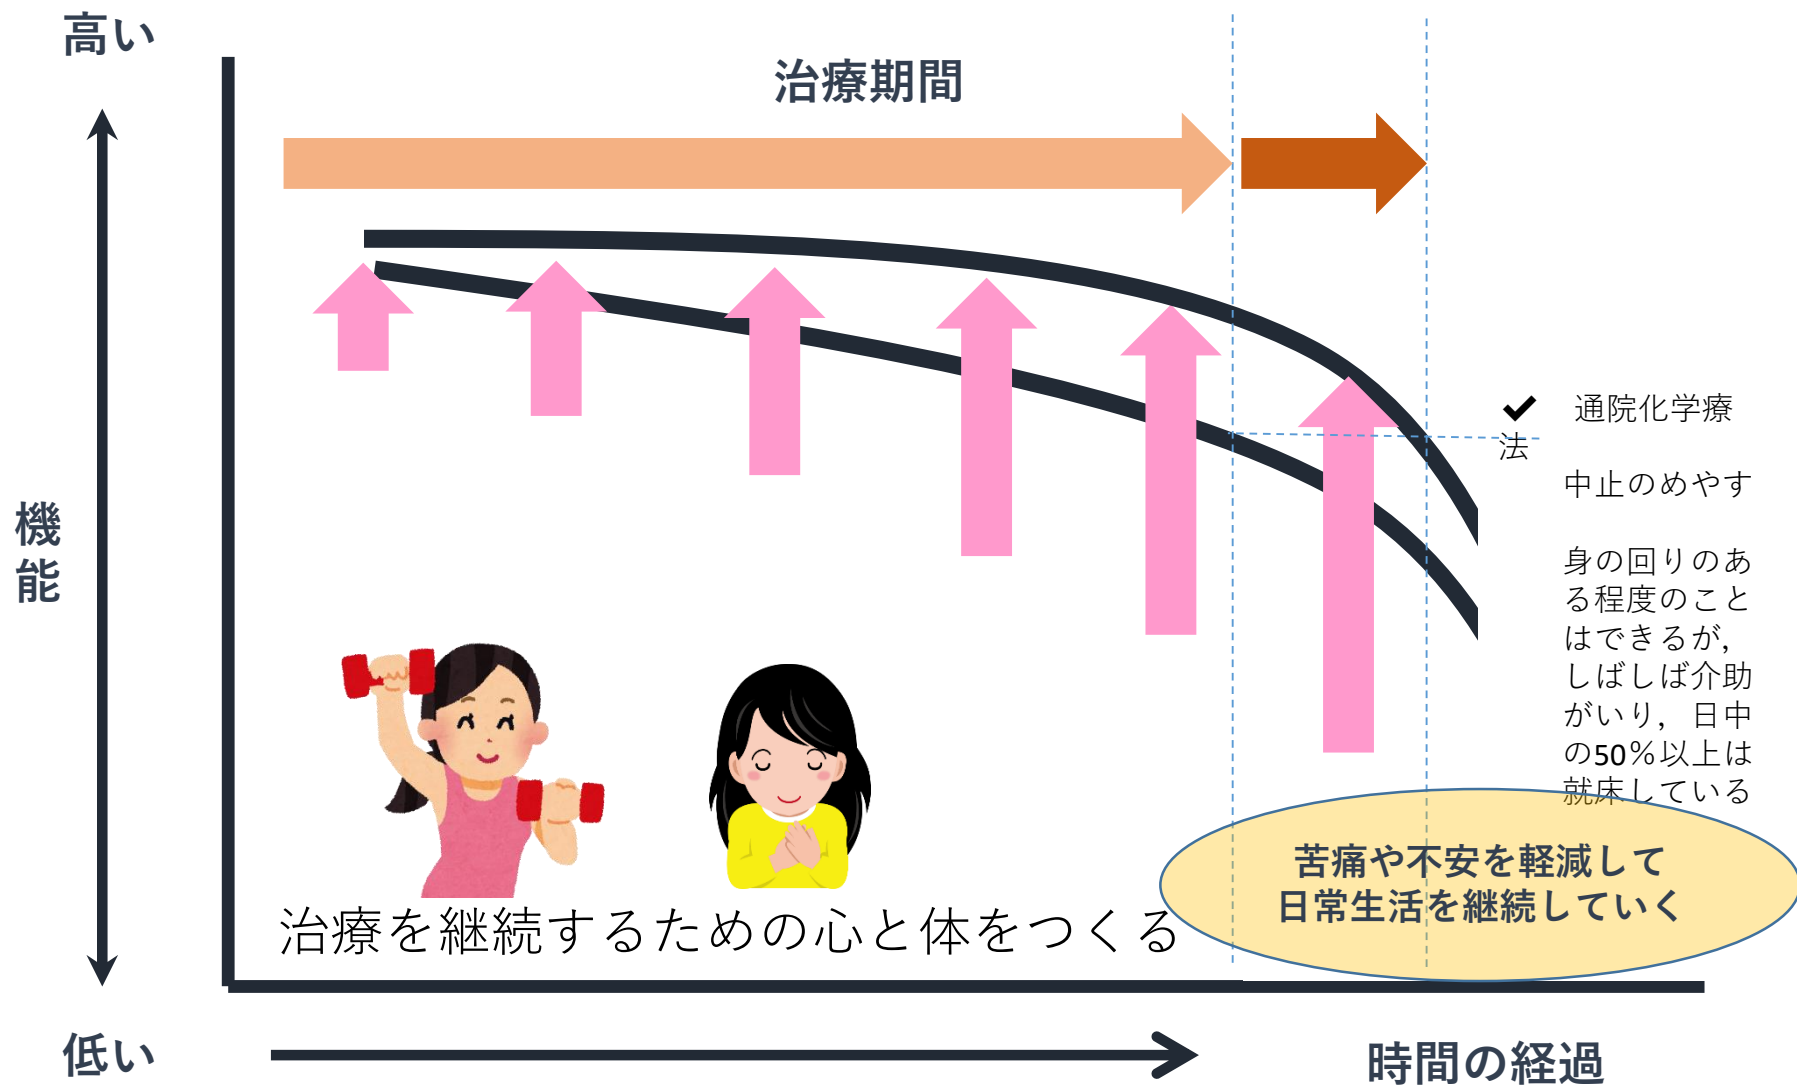 高い
治療期間
機
能
✔ 通院化学療
法
中止のめやす
身の回りのあ
る程度のこと
はできるが，
しばしば介助
がいり，日中
の50％以上は
就床している
苦痛や不安を軽減して
日常生活を継続していく
治療を継続するための心と体をつくる
低い
時間の経過